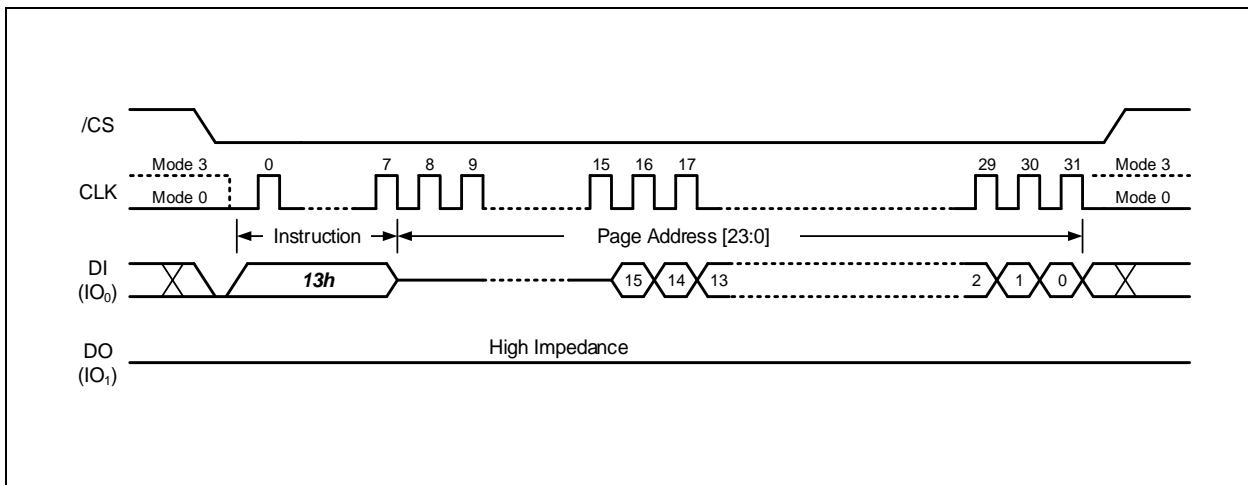 /CS
Mode 3 0 7 8 9 15 16 17 29 30 31 Mode 3
CLK Mode 0 Mode 0
Instruction Page Address [23:0]
DI
(IO₀) 13h 15 14 13 2 1 0
High Impedance
DO
(IO₁)